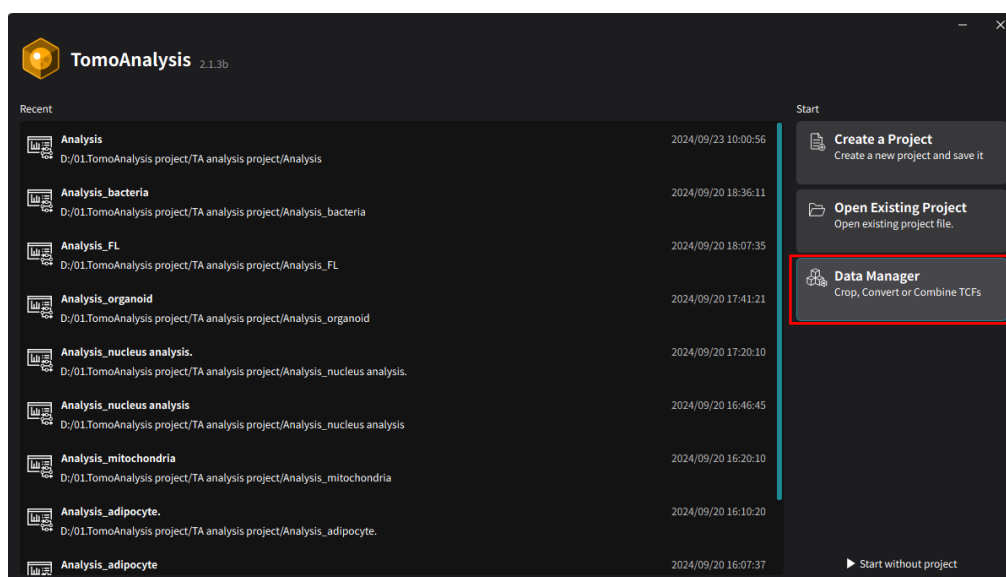 TomoAnalysis 2.1.3b
Recent
Analysis 2024/09/23 10:00:56
D:/01.TomoAnalysis project/TA analysis project/Analysis
Analysis_bacteria 2024/09/20 18:36:11
D:/01.TomoAnalysis project/TA analysis project/Analysis_bacteria
Analysis_FL 2024/09/20 18:07:35
D:/01.TomoAnalysis project/TA analysis project/Analysis_FL
Analysis_organoid 2024/09/20 17:41:21
D:/01.TomoAnalysis project/TA analysis project/Analysis_organoid
Analysis_nucleus analysis. 2024/09/20 17:20:10
D:/01.TomoAnalysis project/TA analysis project/Analysis_nucleus analysis.
Analysis_nucleus analysis 2024/09/20 16:46:45
D:/01.TomoAnalysis project/TA analysis project/Analysis_nucleus analysis
Analysis_mitochondria 2024/09/20 16:20:10
D:/01.TomoAnalysis project/TA analysis project/Analysis_mitochondria
Analysis_adipocyte. 2024/09/20 16:10:20
D:/01.TomoAnalysis project/TA analysis project/Analysis_adipocyte.
Analysis_adipocyte 2024/09/20 16:07:37
Start
Create a Project
Create a new project and save it
Open Existing Project
Open existing project file.
Data Manager
Crop, Convert or Combine TCFs
Start without project